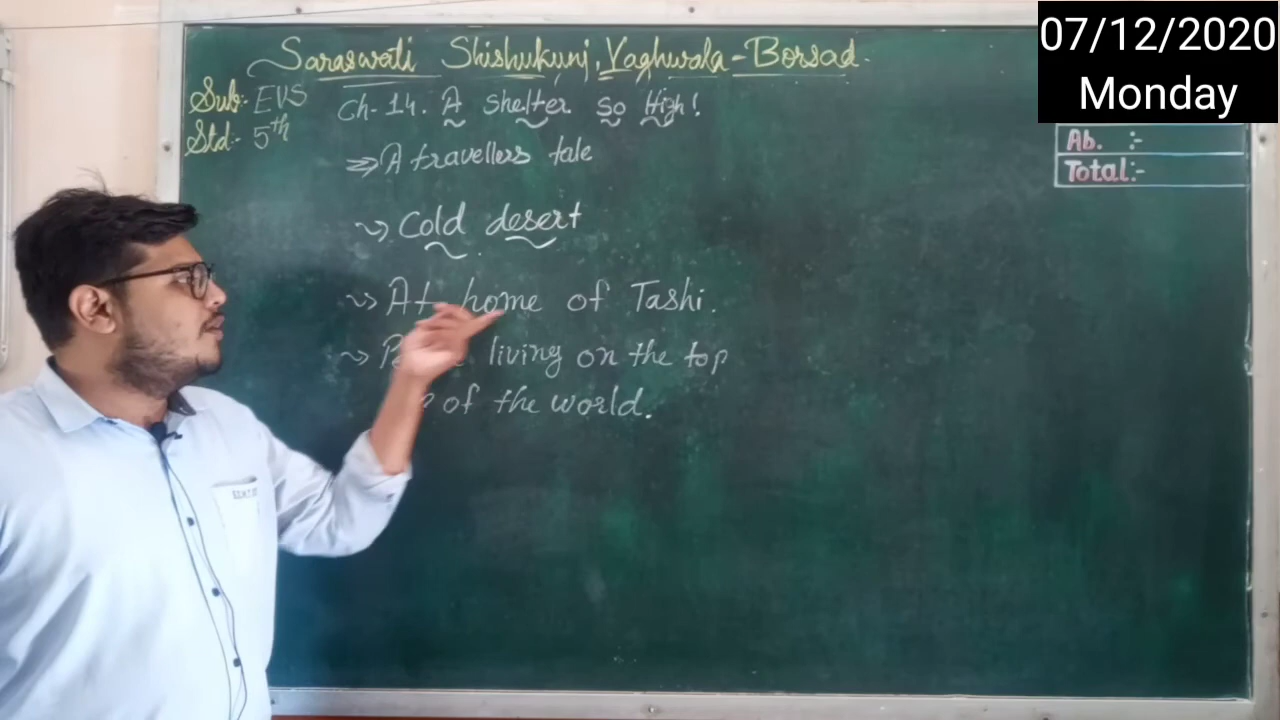 07/12/2020
Monday
Saraswati Shishukunj, Vaghwala - Borsad.
Sub:- EVS
Std:- 5th
Ch-14. A shelter so High!
⇒ A travellers tale
↝ Cold desert
↝ At home of Tashi.
↝ living on the top
of the world.
Ab. :-
Total:-